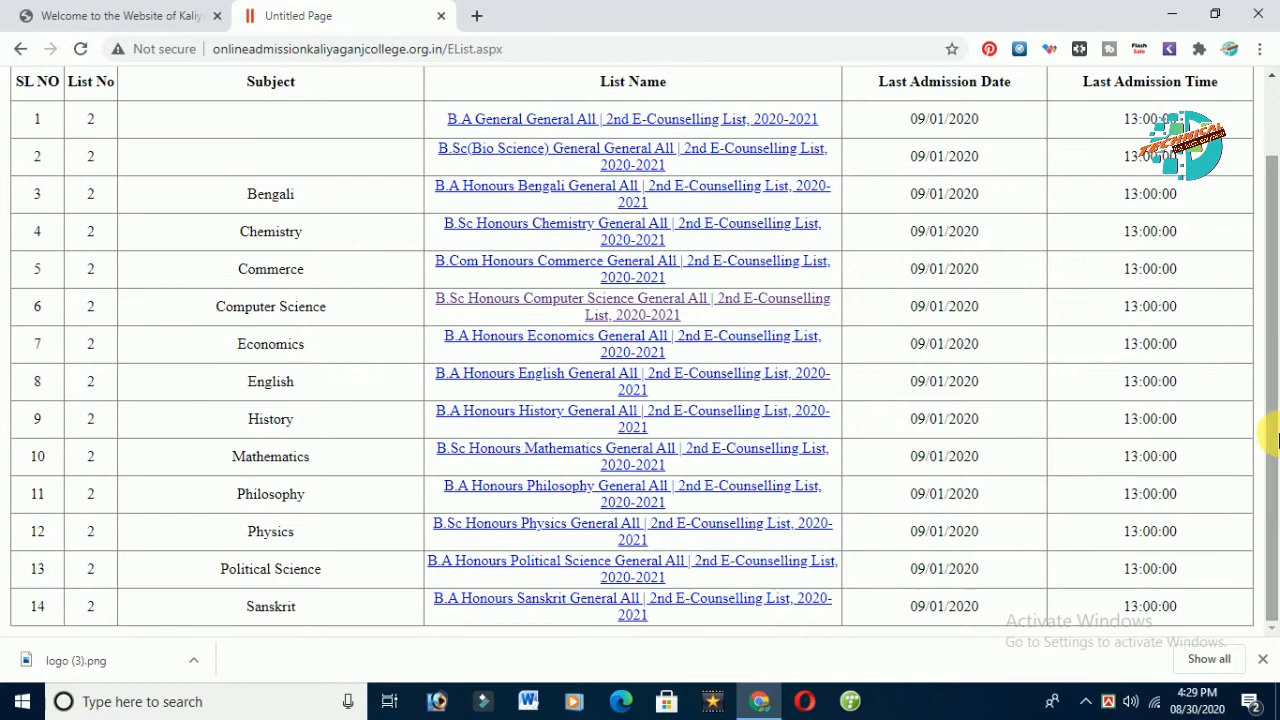 Welcome to the Website of Kaliy
Untitled Page
Not secure onlineadmissionkaliyaganjcollege.org.in/EList.aspx
SL NO List No Subject List Name Last Admission Date Last Admission Time
1 2 B.A General General All | 2nd E-Counselling List, 2020-2021 09/01/2020 13:00:00
2 2 B.Sc(Bio Science) General General All | 2nd E-Counselling List, 09/01/2020 13:00:00
2020-2021
3 2 Bengali B.A Honours Bengali General All | 2nd E-Counselling List, 2020- 09/01/2020 13:00:00
2021
4 2 Chemistry B.Sc Honours Chemistry General All | 2nd E-Counselling List, 09/01/2020 13:00:00
2020-2021
5 2 Commerce B.Com Honours Commerce General All | 2nd E-Counselling List, 09/01/2020 13:00:00
2020-2021
6 2 Computer Science B.Sc Honours Computer Science General All | 2nd E-Counselling 09/01/2020 13:00:00
List, 2020-2021
7 2 Economics B.A Honours Economics General All | 2nd E-Counselling List, 09/01/2020 13:00:00
2020-2021
8 2 English B.A Honours English General All | 2nd E-Counselling List, 2020- 09/01/2020 13:00:00
2021
9 2 History B.A Honours History General All | 2nd E-Counselling List, 2020- 09/01/2020 13:00:00
2021
10 2 Mathematics B.Sc Honours Mathematics General All | 2nd E-Counselling List, 09/01/2020 13:00:00
2020-2021
11 2 Philosophy B.A Honours Philosophy General All | 2nd E-Counselling List, 09/01/2020 13:00:00
2020-2021
12 2 Physics B.Sc Honours Physics General All | 2nd E-Counselling List, 2020- 09/01/2020 13:00:00
2021
13 2 Political Science B.A Honours Political Science General All | 2nd E-Counselling List, 09/01/2020 13:00:00
2020-2021
14 2 Sanskrit B.A Honours Sanskrit General All | 2nd E-Counselling List, 2020- 09/01/2020 13:00:00
2021
TECHNICAL
Activate Windows
Go to Settings to activate Windows.
logo (3).png
Show all
Type here to search
4:29 PM
08/30/2020
2